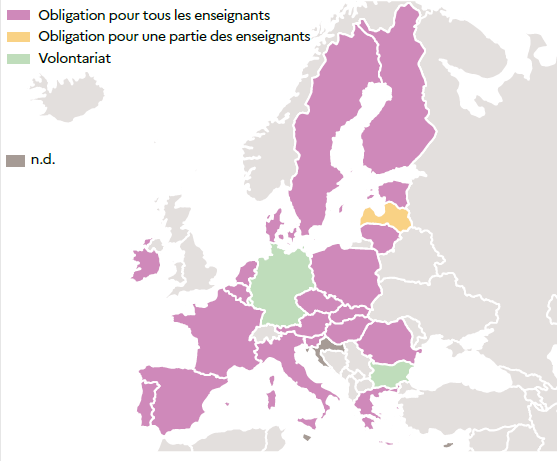 Obligation pour tous les enseignants
Obligation pour une partie des enseignants
Volontariat
n.d.